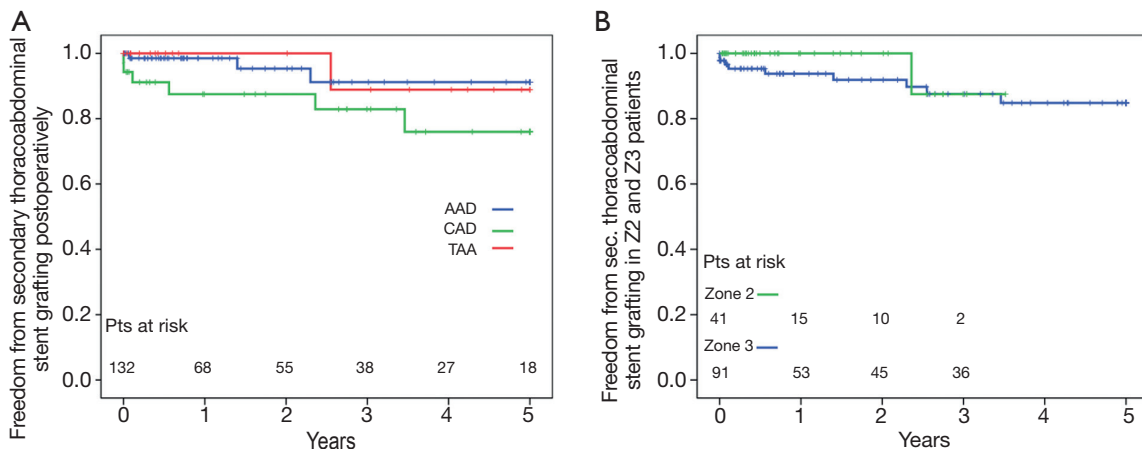 A
Freedom from secondary thoracoabdominal
stent grafting postoperatively
1.0
0.8
0.6
0.4
0.2
0.0
AAD
CAD
TAA
Pts at risk
132 68 55 38 27 18
0 1 2 3 4 5
Years
B
Freedom from sec. thoracoabdominal
stent grafting in Z2 and Z3 patients
1.0
0.8
0.6
0.4
0.2
0.0
Pts at risk
Zone 2
41 15 10 2
Zone 3
91 53 45 36
0 1 2 3 4 5
Years